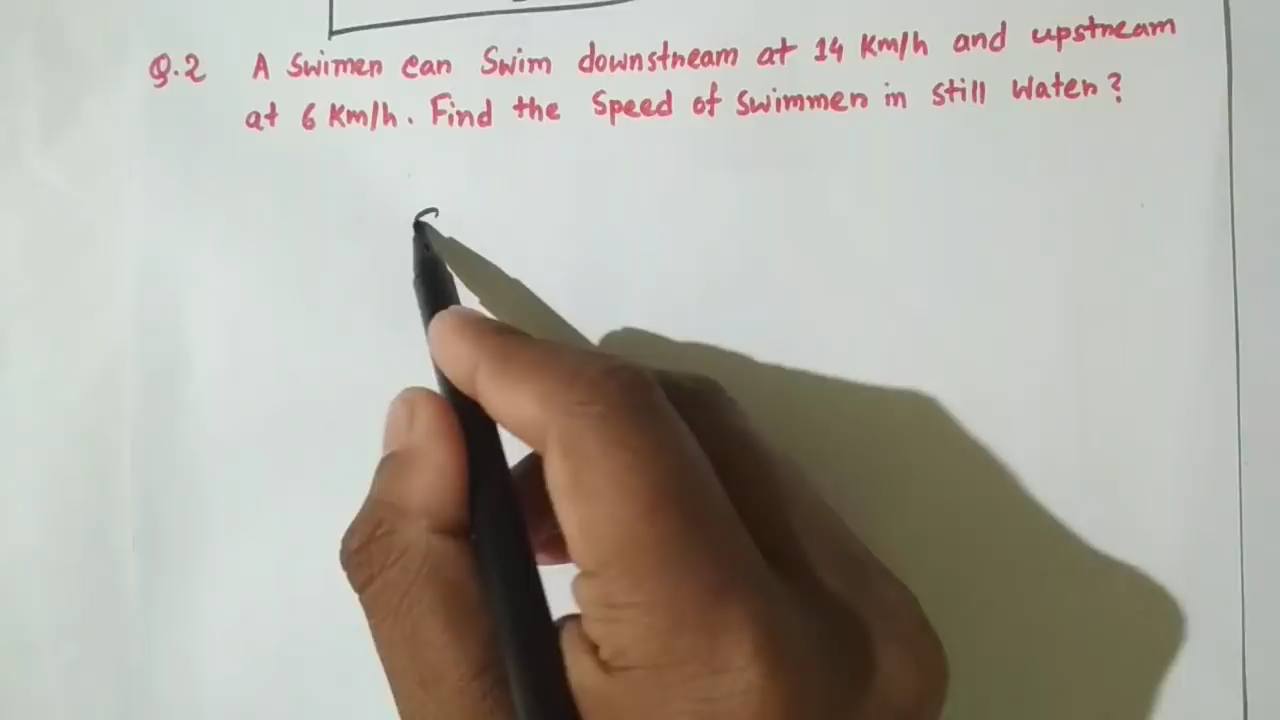 Q.2 A Swimer can Swim downstream at 14 Km/h and upstream
at 6 Km/h. Find the Speed of Swimmer in Still Water?